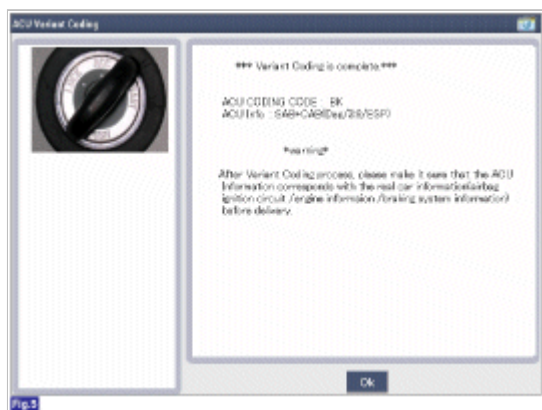 ACU Variant Coding
*** Variant Coding is complete.***
ACU CODING CODE : BK
ACU Info : SAB+CAB(Dep/2.0/ESP)
*warning*
After Variant Coding process, please make it sure that the ACU
Information corresponds with the real car information(airbag
ignition circuit /engine information /braking system information)
before delivery.
Ok
Fig.5